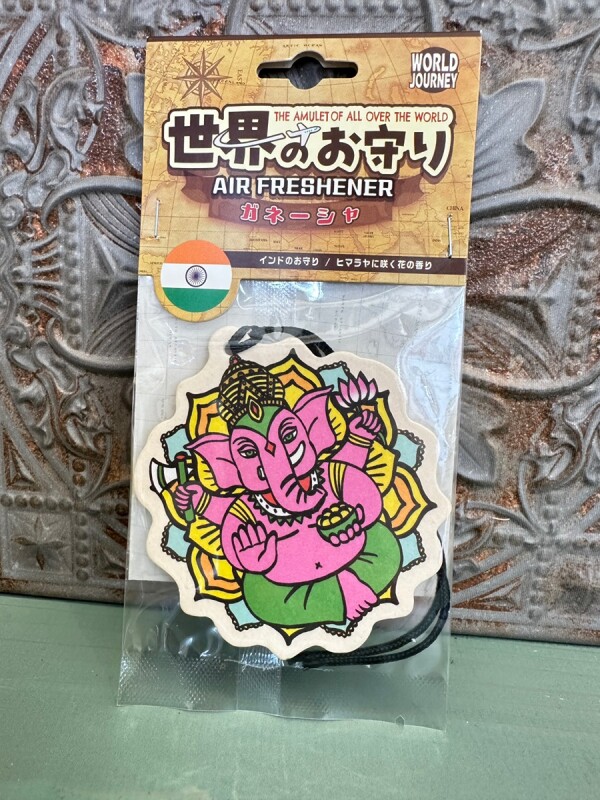 WORLD
JOURNEY
THE AMULET OF ALL OVER THE WORLD
世界のお守り
AIR FRESHENER
ガネーシャ
CHINA
インドのお守り / ヒマラヤに咲く花の香り